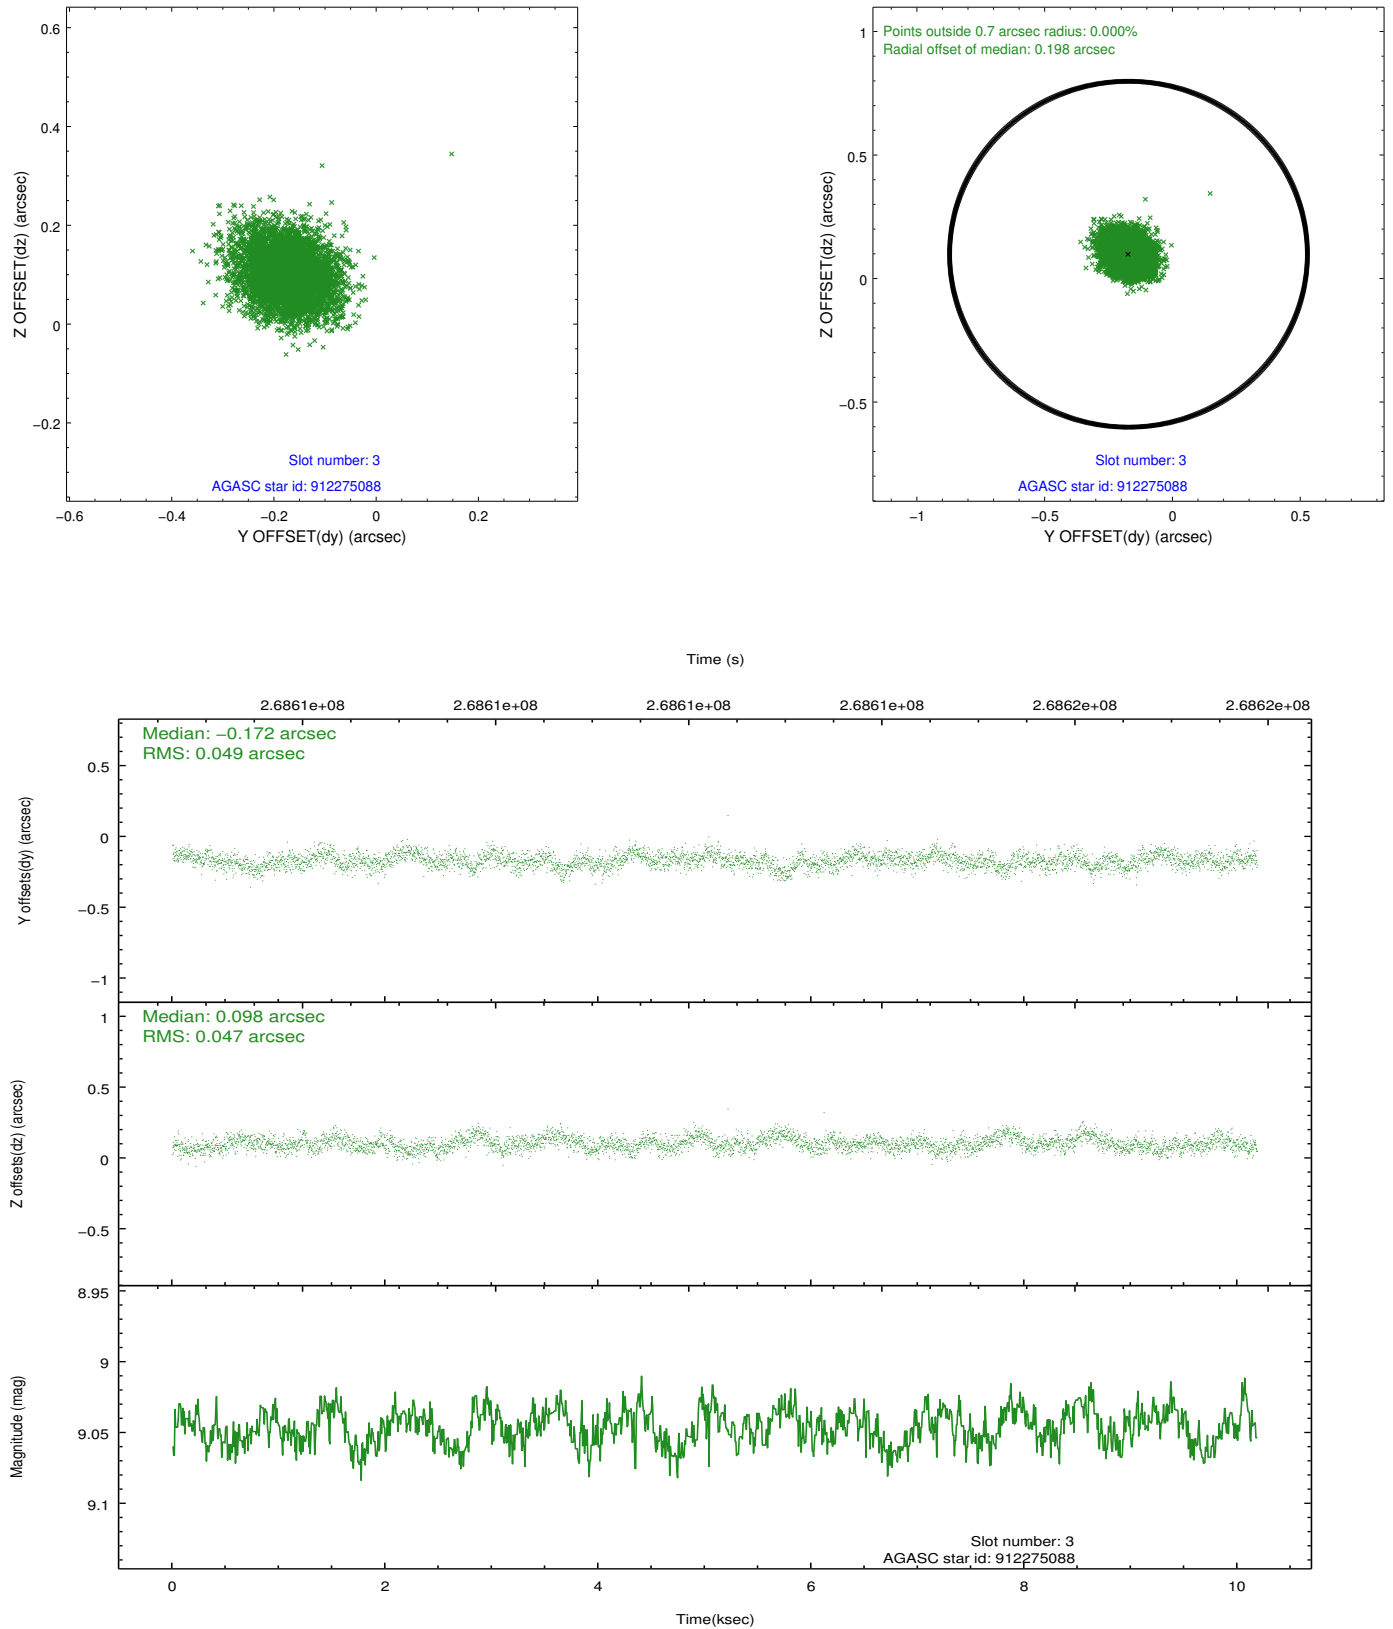 0.6
0.4
0.2
0
−0.2
Z OFFSET(dz) (arcsec)
Slot number: 3
AGASC star id: 912275088
−0.6 −0.4 −0.2 0 0.2
Y OFFSET(dy) (arcsec)
Points outside 0.7 arcsec radius: 0.000%
Radial offset of median: 0.198 arcsec
1
0.5
0
−0.5
Z OFFSET(dz) (arcsec)
Slot number: 3
AGASC star id: 912275088
−1 −0.5 0 0.5
Y OFFSET(dy) (arcsec)
Time (s)
2.6861e+08 2.6861e+08 2.6861e+08 2.6861e+08 2.6862e+08 2.6862e+08
Median: −0.172 arcsec
RMS: 0.049 arcsec
0.5
0
−0.5
−1
Y offsets(dy) (arcsec)
Median: 0.098 arcsec
RMS: 0.047 arcsec
1
0.5
0
−0.5
Z offsets(dz) (arcsec)
8.95
9
9.05
9.1
Magnitude (mag)
Slot number: 3
AGASC star id: 912275088
0 2 4 6 8 10
Time(ksec)